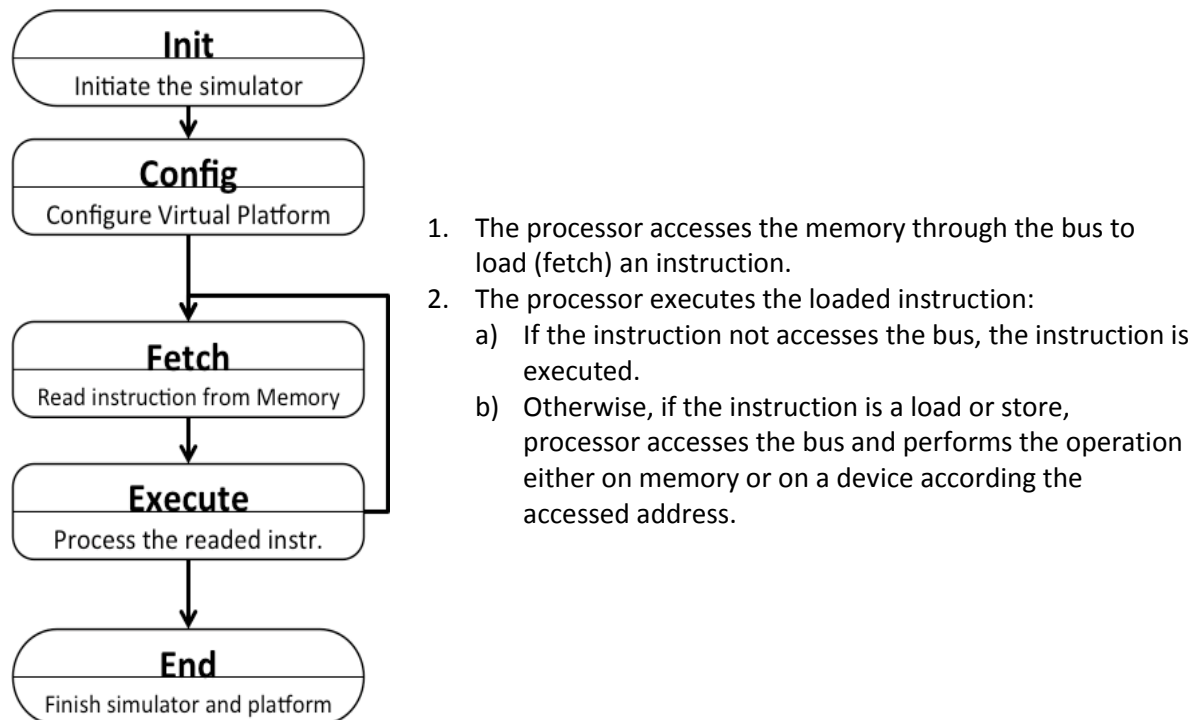 Init
Initiate the simulator
Config
Configure Virtual Platform
Fetch
Read instruction from Memory
Execute
Process the readed instr.
End
Finish simulator and platform
1. The processor accesses the memory through the bus to
load (fetch) an instruction.
2. The processor executes the loaded instruction:
a) If the instruction not accesses the bus, the instruction is
executed.
b) Otherwise, if the instruction is a load or store,
processor accesses the bus and performs the operation
either on memory or on a device according the
accessed address.